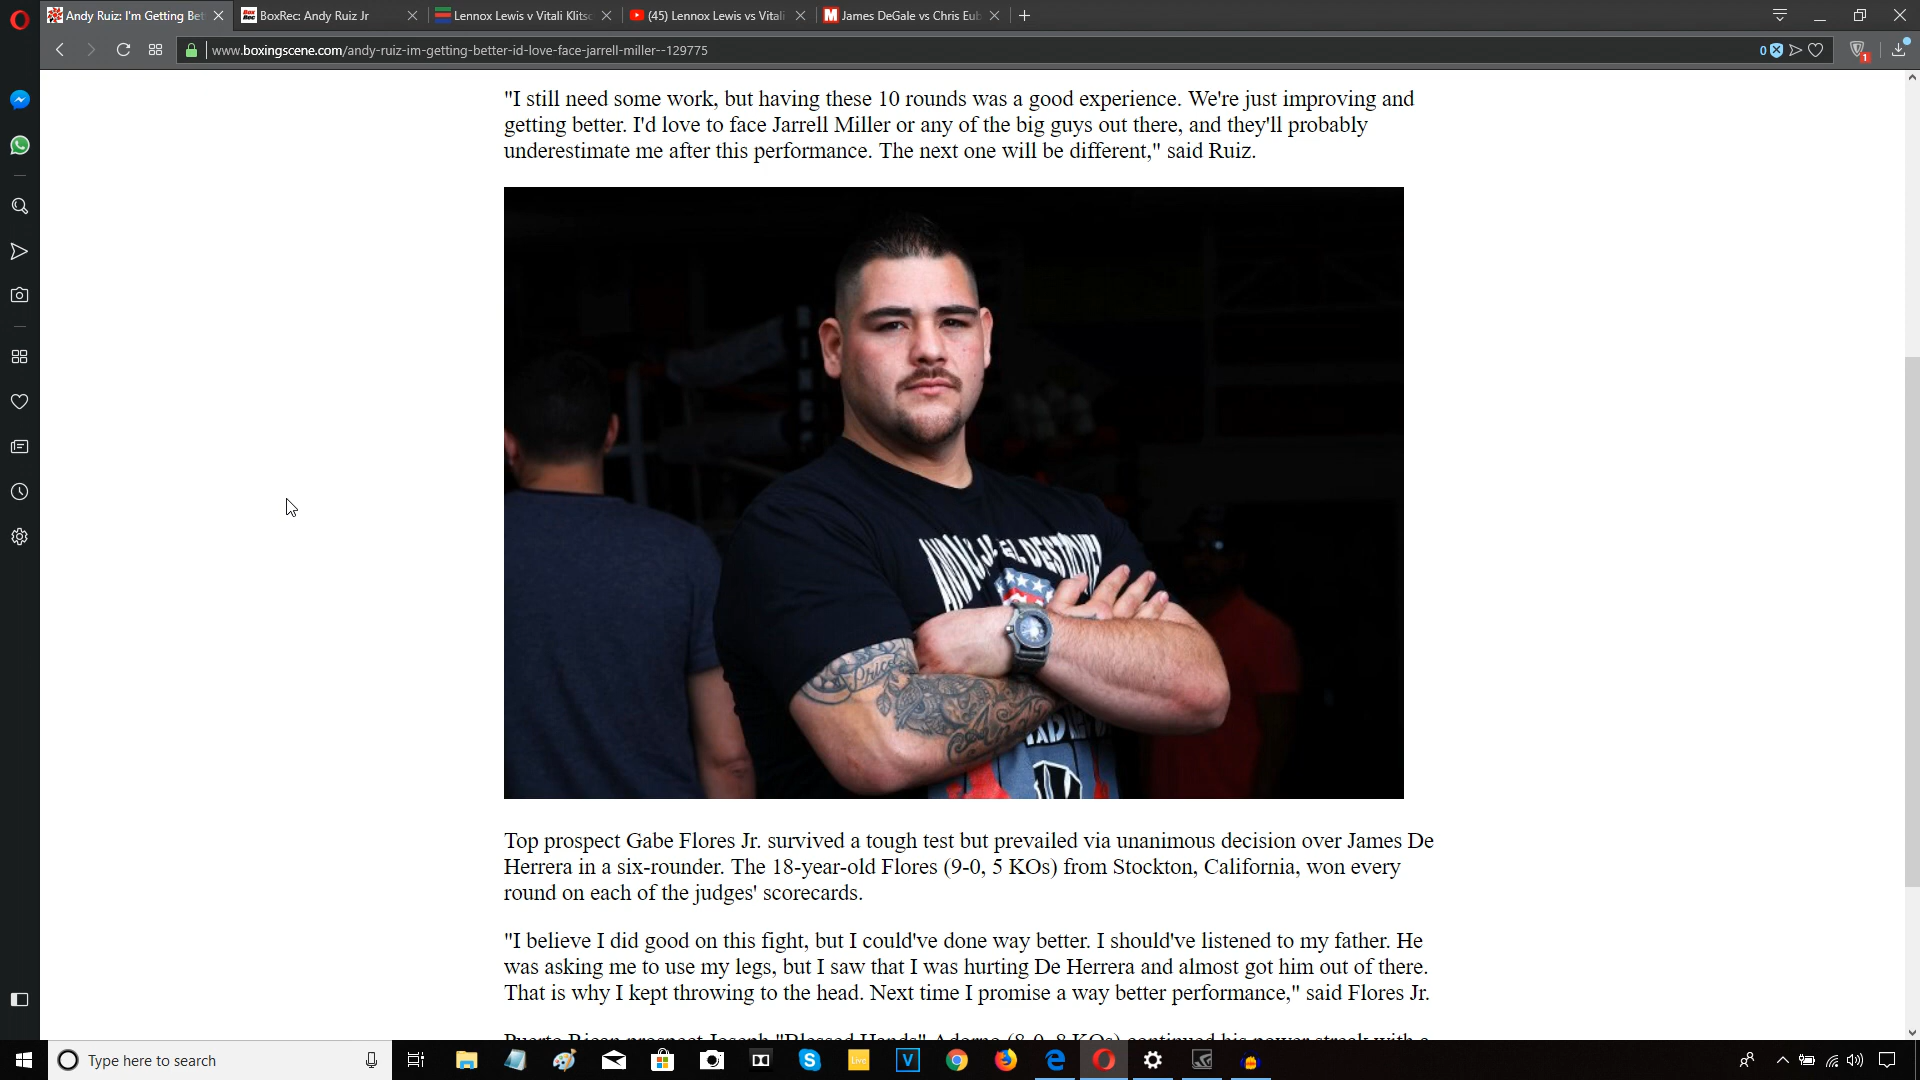 Andy Ruiz: I'm Getting Bet
BoxRec: Andy Ruiz Jr
Lennox Lewis v Vitali Klitsc
(45) Lennox Lewis vs Vitali
James DeGale vs Chris Eub
www.boxingscene.com/andy-ruiz-im-getting-better-id-love-face-jarrell-miller--129775
0
1
"I still need some work, but having these 10 rounds was a good experience. We're just improving and
getting better. I'd love to face Jarrell Miller or any of the big guys out there, and they'll probably
underestimate me after this performance. The next one will be different," said Ruiz.
Top prospect Gabe Flores Jr. survived a tough test but prevailed via unanimous decision over James De
Herrera in a six-rounder. The 18-year-old Flores (9-0, 5 KOs) from Stockton, California, won every
round on each of the judges' scorecards.
"I believe I did good on this fight, but I could've done way better. I should've listened to my father. He
was asking me to use my legs, but I saw that I was hurting De Herrera and almost got him out of there.
That is why I kept throwing to the head. Next time I promise a way better performance," said Flores Jr.
Type here to search